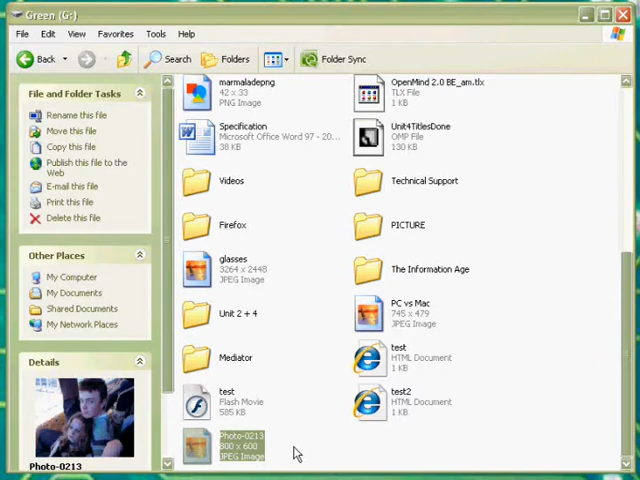 Green (G:)
File Edit View Favorites Tools Help
Back Search Folders Folder Sync
File and Folder Tasks
Rename this file
Move this file
Copy this file
Publish this file to the
Web
E-mail this file
Print this file
Delete this file
Other Places
My Computer
My Documents
Shared Documents
My Network Places
Details
Photo-0213
marmaladepng
42 x 33
PNG Image
OpenMind 2.0 BE_am.tlx
TLX File
1 KB
Specification
Microsoft Office Word 97 - 20...
38 KB
Unit4TitlesDone
OMP File
130 KB
Videos
Technical Support
Firefox
PICTURE
glasses
3264 x 2448
JPEG Image
The Information Age
Unit 2 + 4
PC vs Mac
745 x 479
JPEG Image
Mediator
test
HTML Document
1 KB
test
Flash Movie
585 KB
test2
HTML Document
1 KB
Photo-0213
800 x 600
JPEG Image